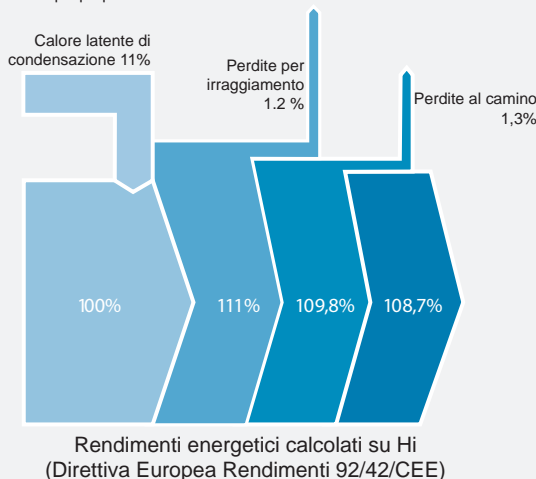 Calore latente di
condensazione 11%
Perdite per
irraggiamento
1.2 %
Perdite al camino
1,3%
100%
111%
109,8%
108,7%
Rendimenti energetici calcolati su Hi
(Direttiva Europea Rendimenti 92/42/CEE)